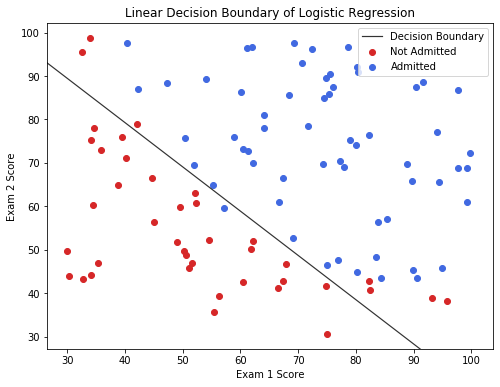 Linear Decision Boundary of Logistic Regression
Decision Boundary
Not Admitted
Admitted
Exam 2 Score
100
90
80
70
60
50
40
30
30
40
50
60
70
80
90
100
Exam 1 Score